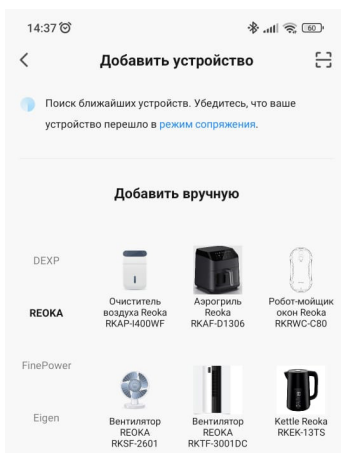 14:37
60
Добавить устройство
Поиск ближайших устройств. Убедитесь, что ваше
устройство перешло в режим сопряжения.
Добавить вручную
DEXP
REOKA
FinePower
Eigen
Очиститель
воздуха Reoka
RKAP-I400WF
Аэрогриль
Reoka
RKAF-D1306
Робот-мойщик
окон Reoka
RKRWC-C80
Вентилятор
REOKA
RKSF-2601
Вентилятор
REOKA
RKTF-3001DC
Kettle Reoka
RKEK-13TS